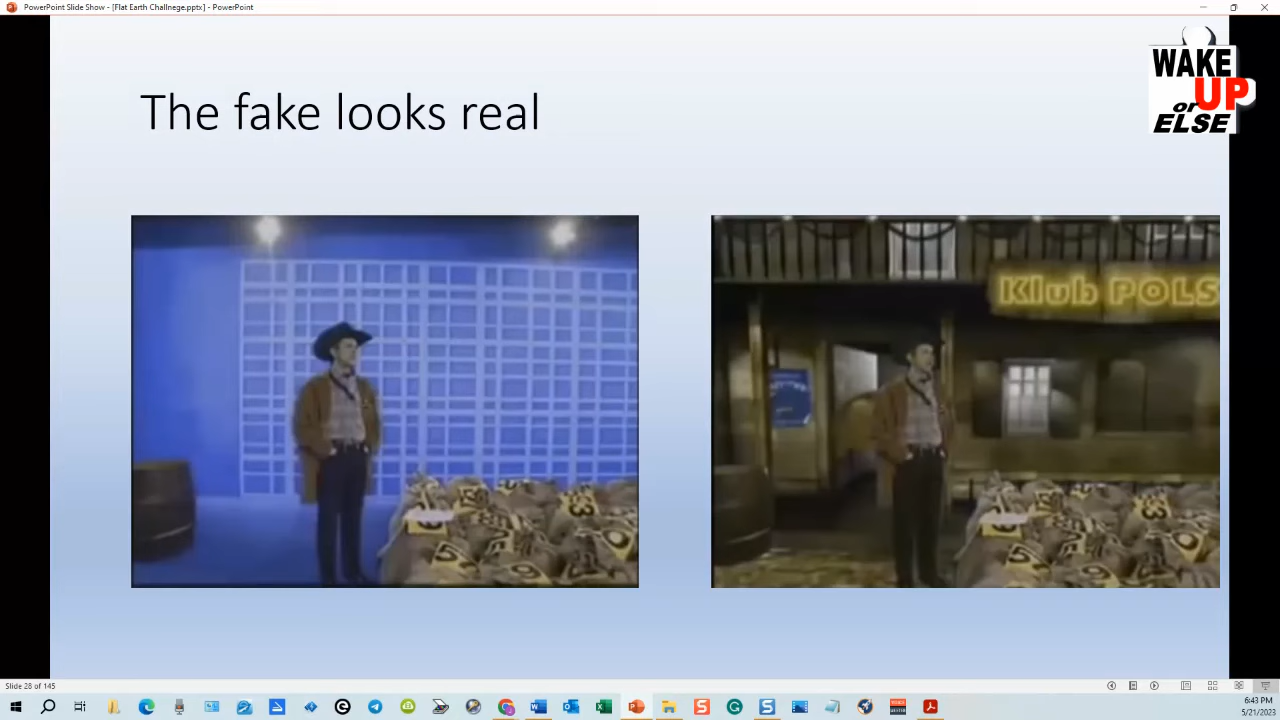 PowerPoint Slide Show - [Flat Earth Challnege.pptx] - PowerPoint
WAKE
UP
or
ELSE
The fake looks real
Klub POLS
Slide 28 of 145
6:43 PM
5/21/2023